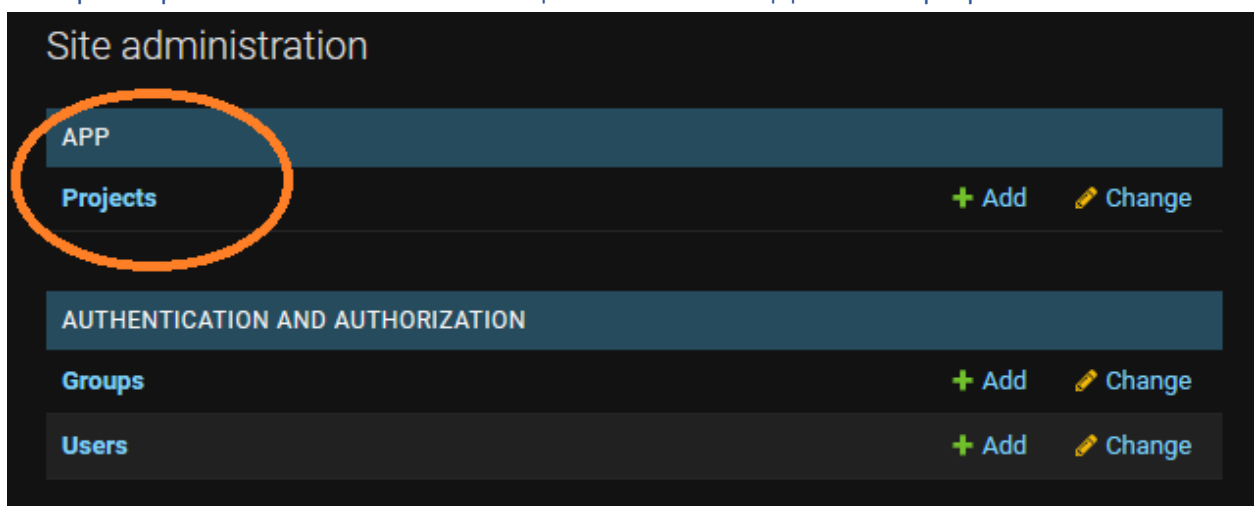 Site administration
APP
Projects + Add Change
AUTHENTICATION AND AUTHORIZATION
Groups + Add Change
Users + Add Change